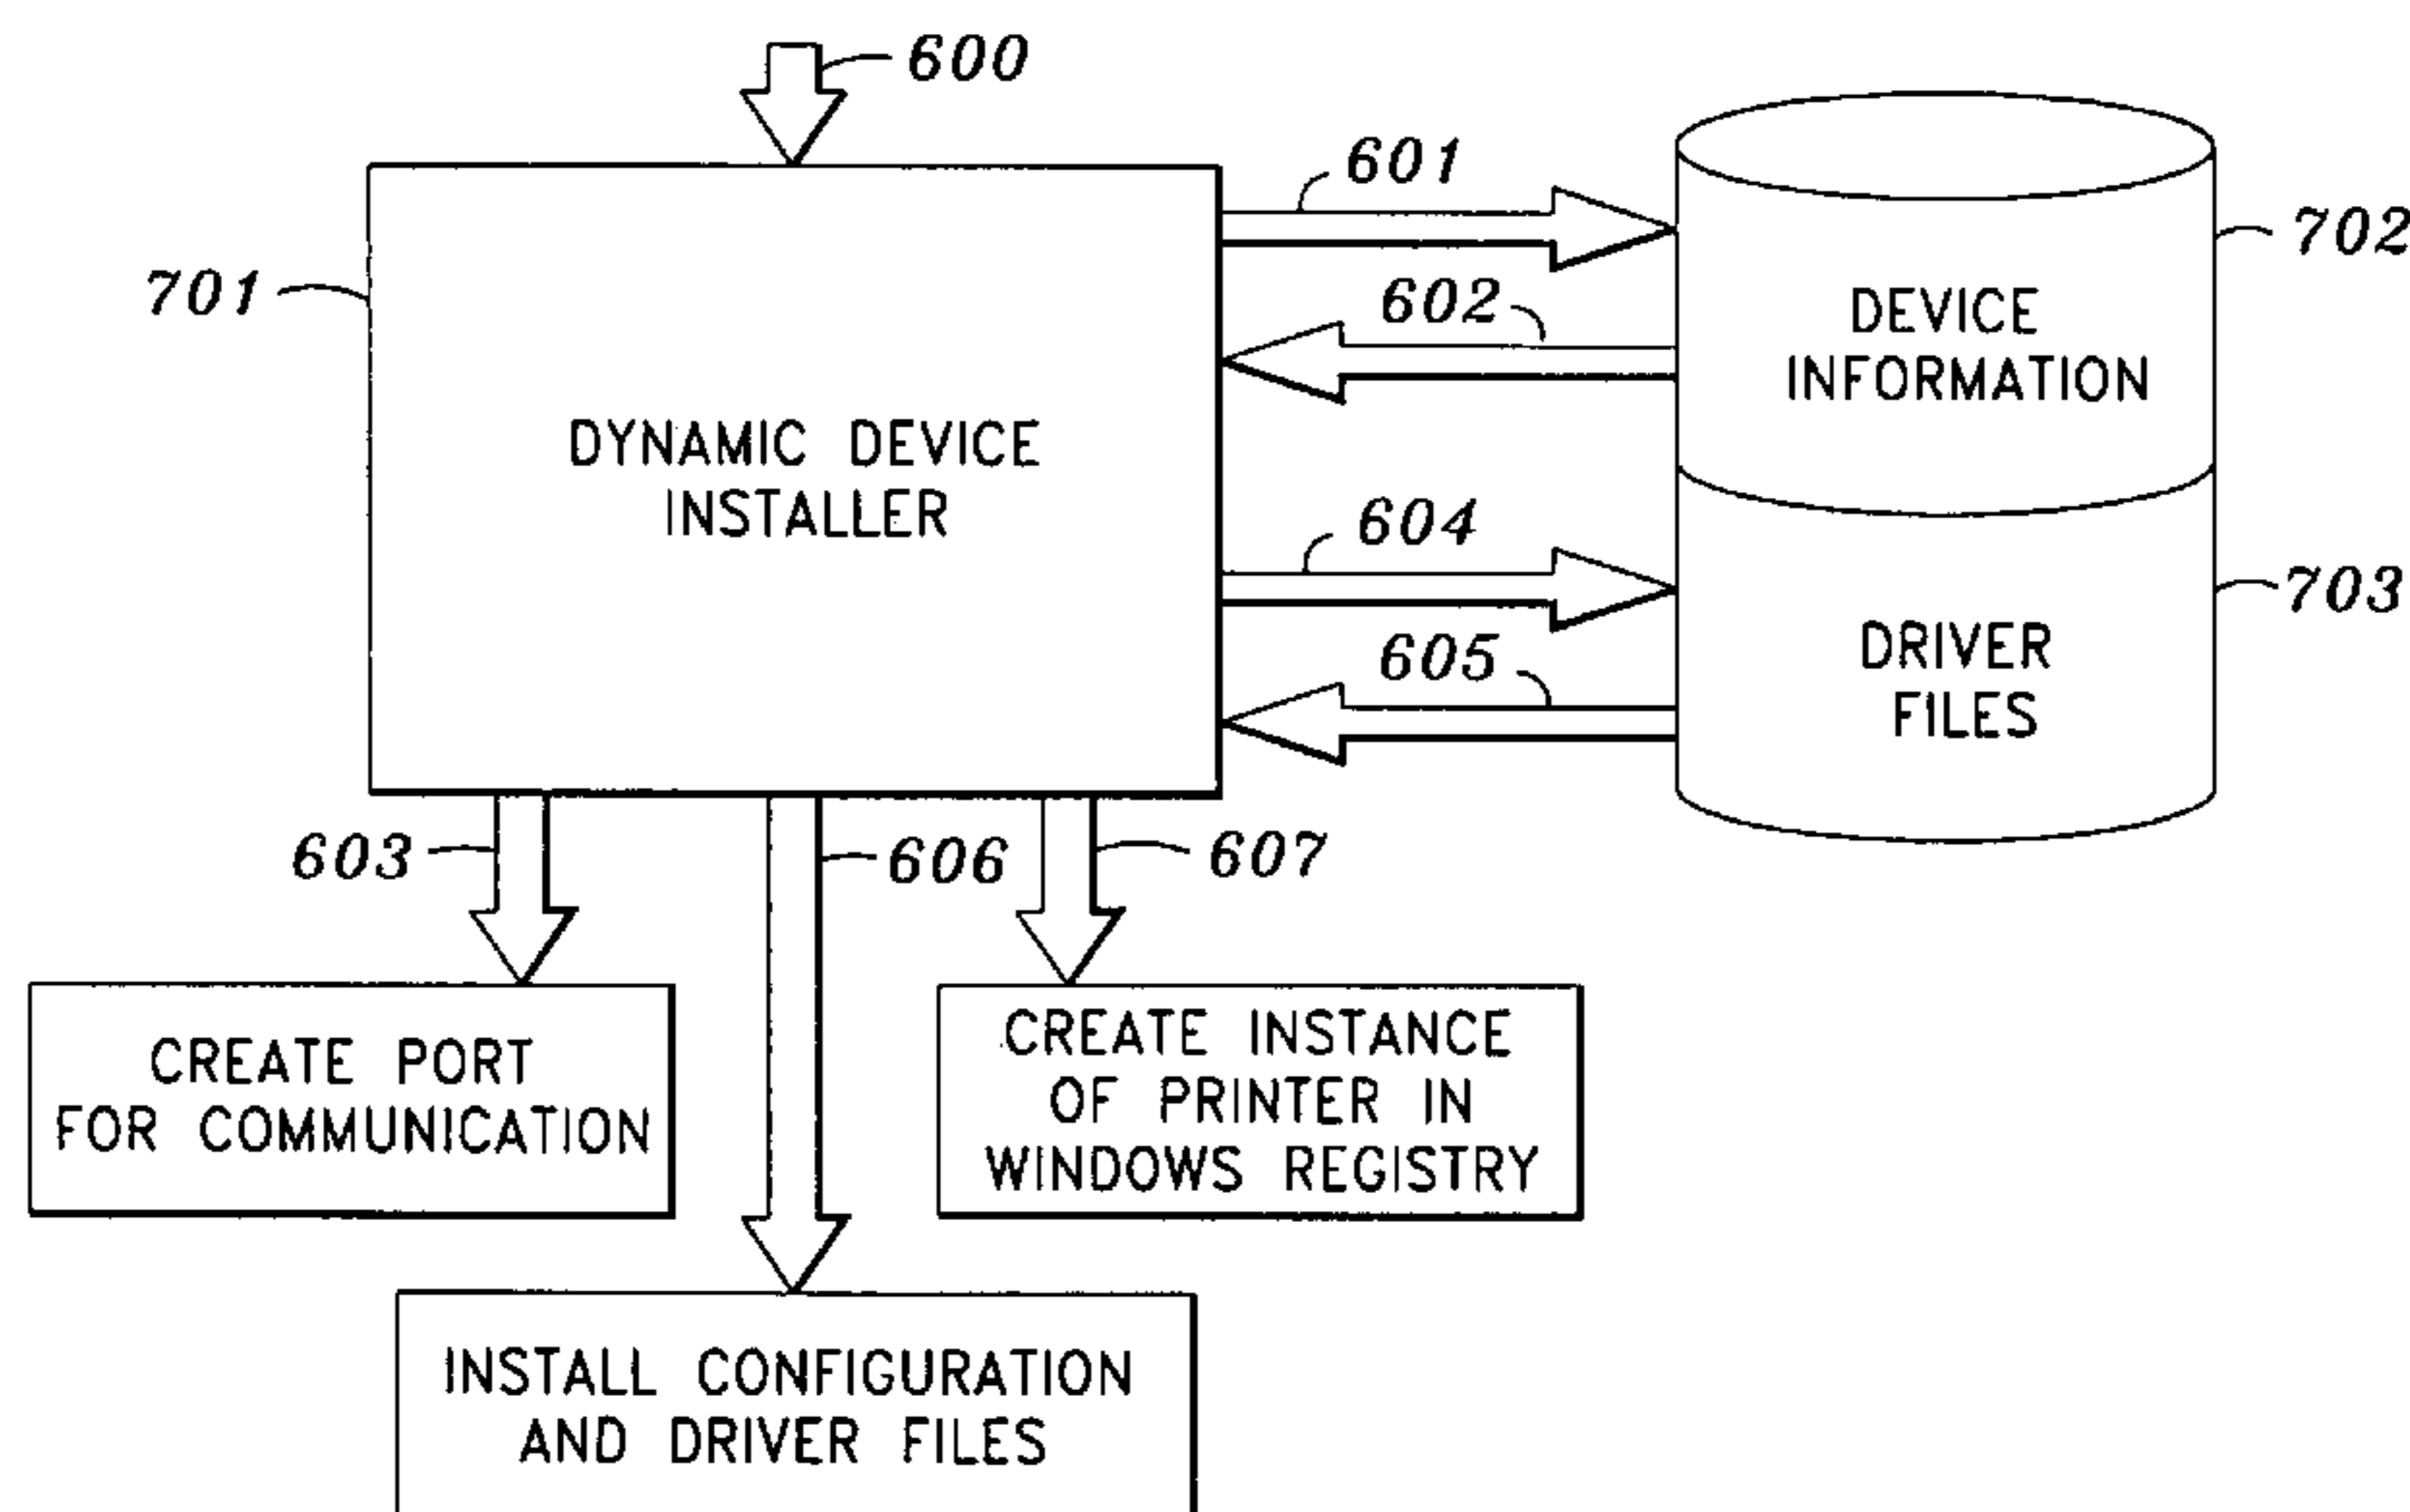 600
601
702
701
602
DEVICE
INFORMATION
DYNAMIC DEVICE
INSTALLER
604
703
605
DRIVER
FILES
603
606
607
CREATE PORT
FOR COMMUNICATION
CREATE INSTANCE
OF PRINTER IN
WINDOWS REGISTRY
INSTALL CONFIGURATION
AND DRIVER FILES